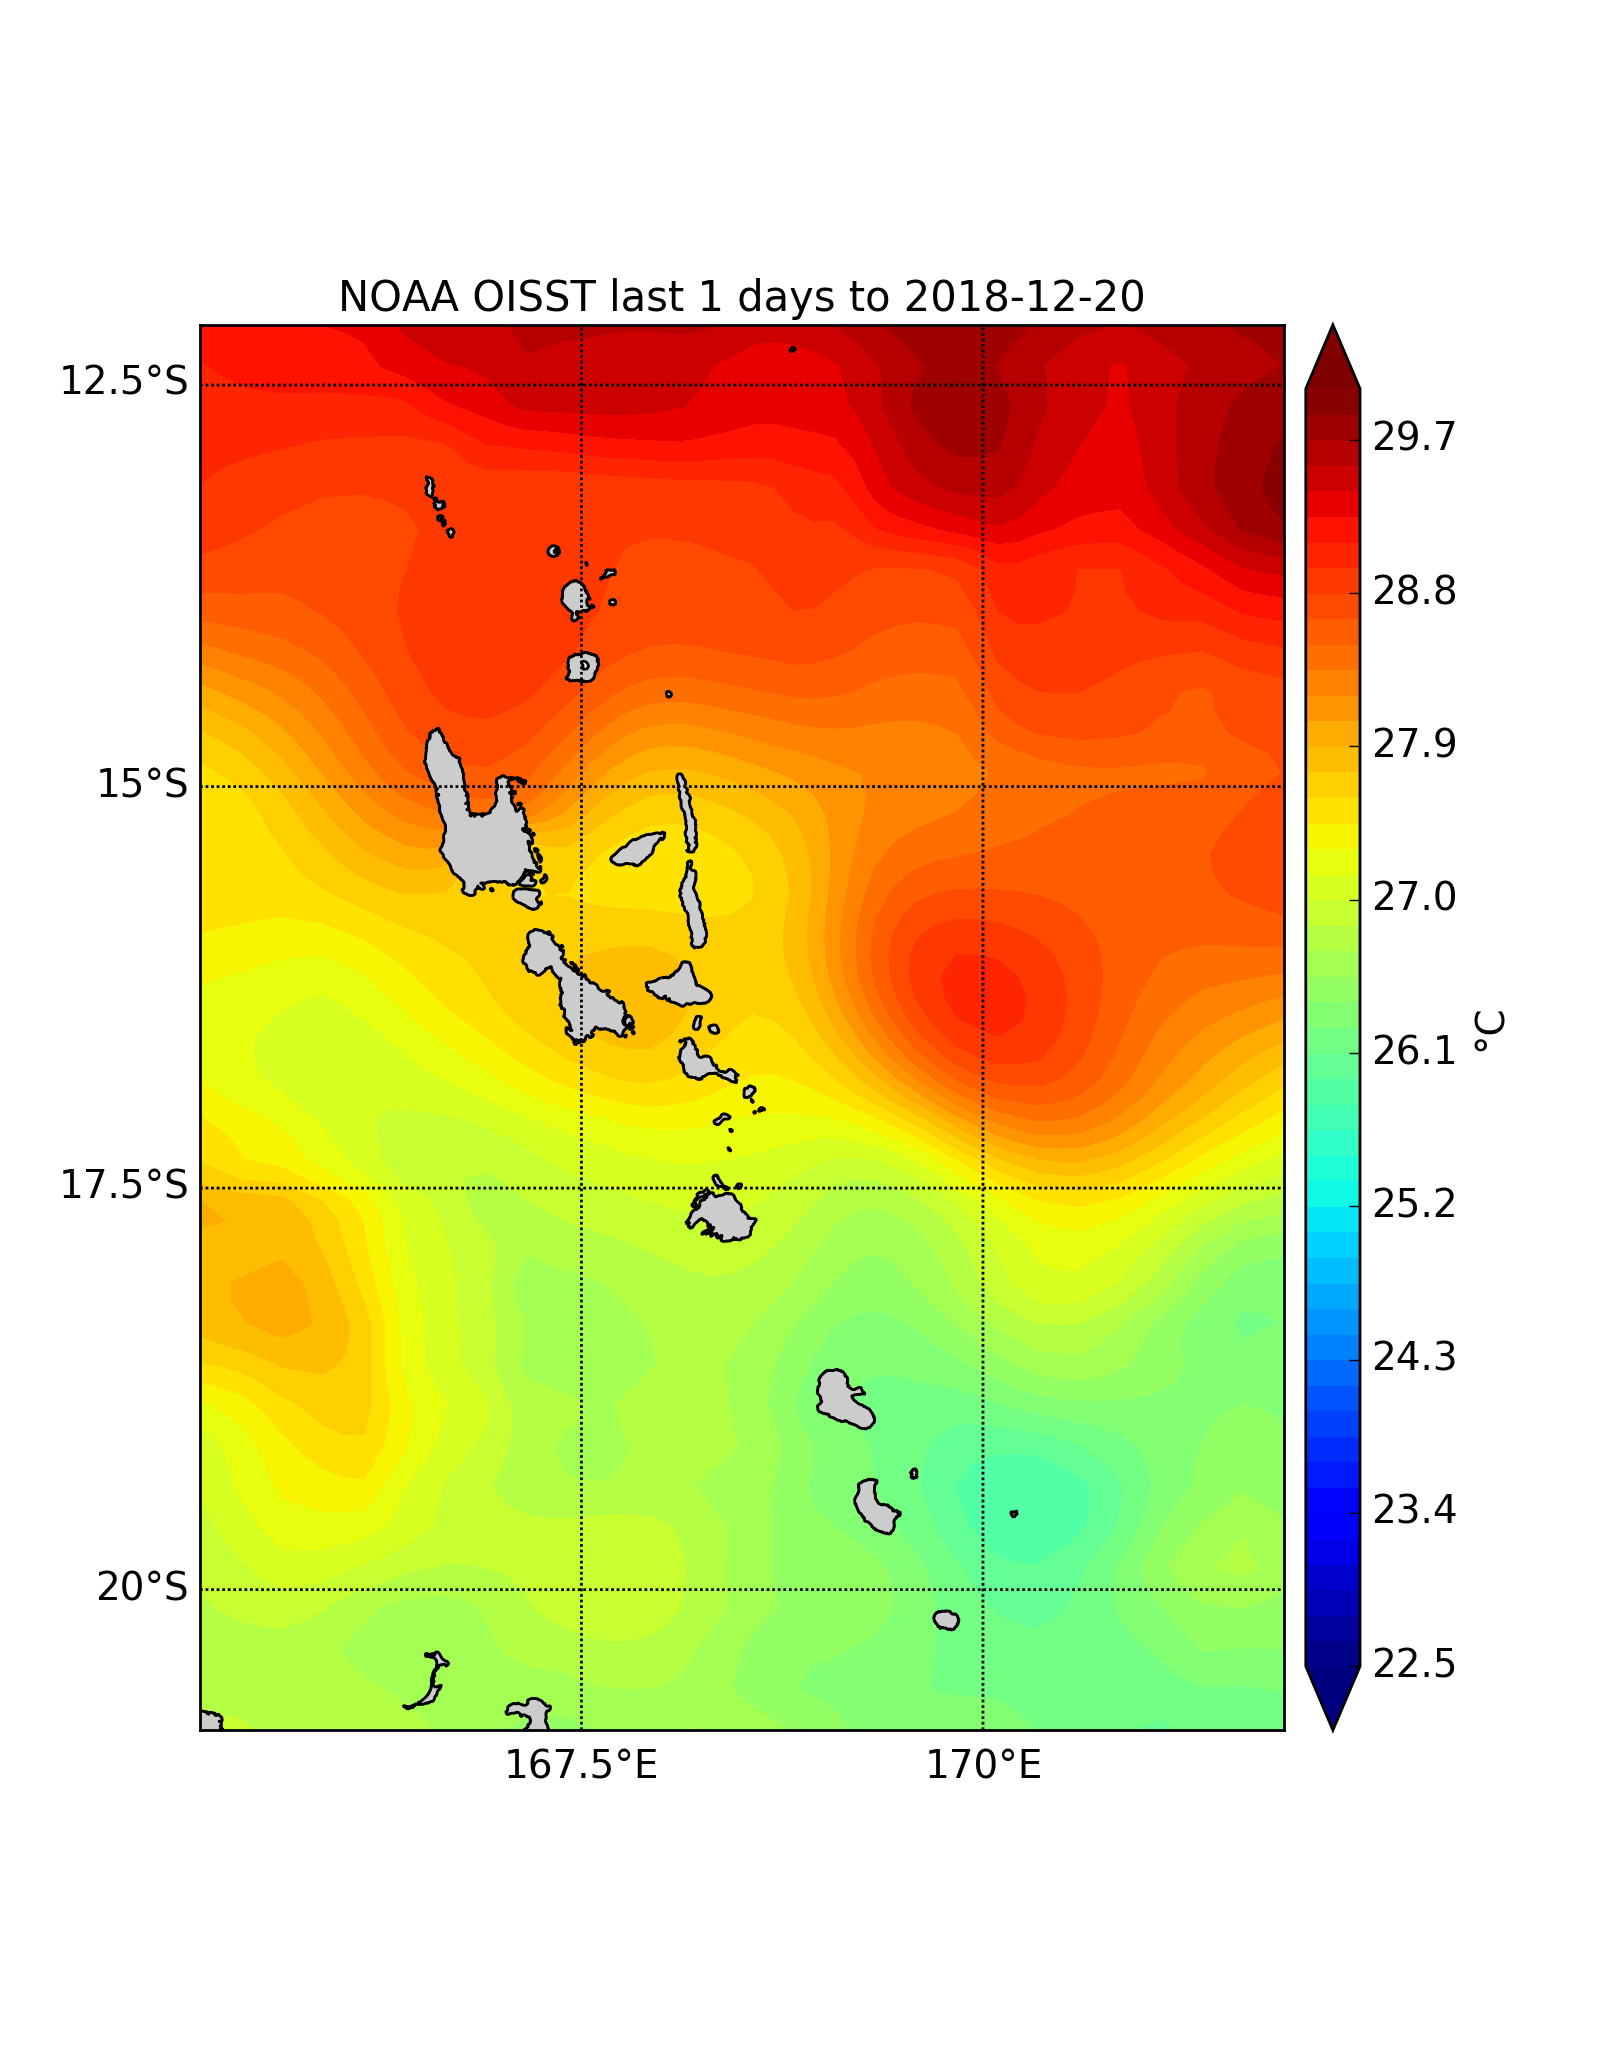 NOAA OISST last 1 days to 2018-12-20
12.5°S
15°S
17.5°S
20°S
167.5°E
170°E
29.7
28.8
27.9
27.0
26.1
25.2
24.3
23.4
22.5
°C